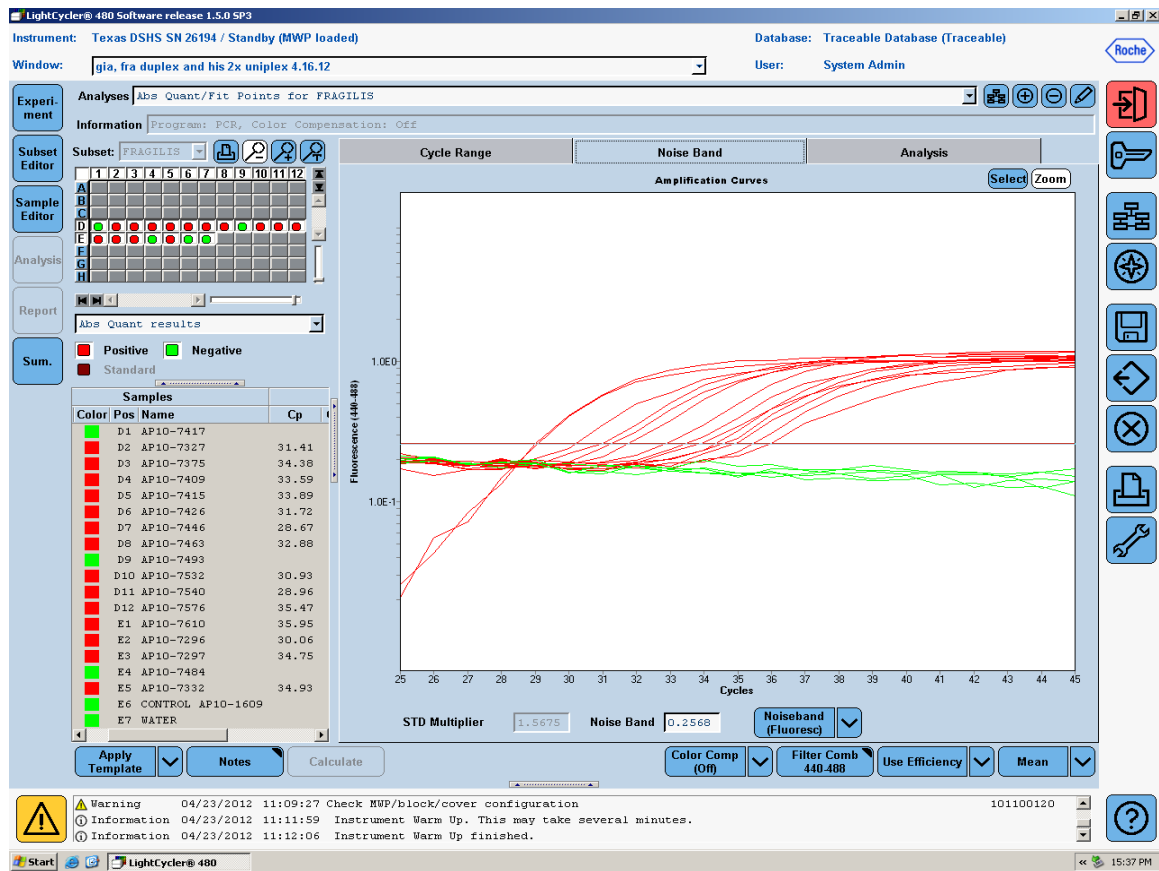 LightCycler® 480 Software release 1.5.0 SP3
Instrument: Texas DSHS SN 26194 / Standby (MWP loaded)
Database: Traceable Database (Traceable)
Window: gia, fra duplex and his 2x uniplex 4.16.12
User: System Admin
Roche
Experi-
ment
Subset
Editor
Sample
Editor
Analysis
Report
Sum.
Analyses Abs Quant/Fit Points for FRAGILIS
Information Program: PCR, Color Compensation: Off
Subset: FRAGILIS
1 2 3 4 5 6 7 8 9 10 11 12
A
B
C
D
E
F
G
H
Abs Quant results
Positive Negative
Standard
Samples
Color Pos Name Cp
D1 AP10-7417
D2 AP10-7327 31.41
D3 AP10-7375 34.38
D4 AP10-7409 33.59
D5 AP10-7415 33.89
D6 AP10-7426 31.72
D7 AP10-7446 28.67
D8 AP10-7463 32.88
D9 AP10-7493
D10 AP10-7532 30.93
D11 AP10-7540 28.96
D12 AP10-7576 35.47
E1 AP10-7610 35.95
E2 AP10-7296 30.06
E3 AP10-7297 34.75
E4 AP10-7484
E5 AP10-7332 34.93
E6 CONTROL AP10-1609
E7 WATER
Cycle Range Noise Band Analysis
Amplification Curves
Select Zoom
Fluorescence (440-488)
1.0E0
1.0E-1
25 26 27 28 29 30 31 32 33 34 35 36 37 38 39 40 41 42 43 44 45
Cycles
STD Multiplier 1.5675 Noise Band 0.2568 Noiseband
(Fluoresc)
Apply
Template
Notes
Calculate
Color Comp
(Off)
Filter Comb
440-488
Use Efficiency
Mean
Warning 04/23/2012 11:09:27 Check MWP/block/cover configuration 101100120
Information 04/23/2012 11:11:59 Instrument Warm Up. This may take several minutes.
Information 04/23/2012 11:12:06 Instrument Warm Up finished.
Start LightCycler® 480 « 15:37 PM